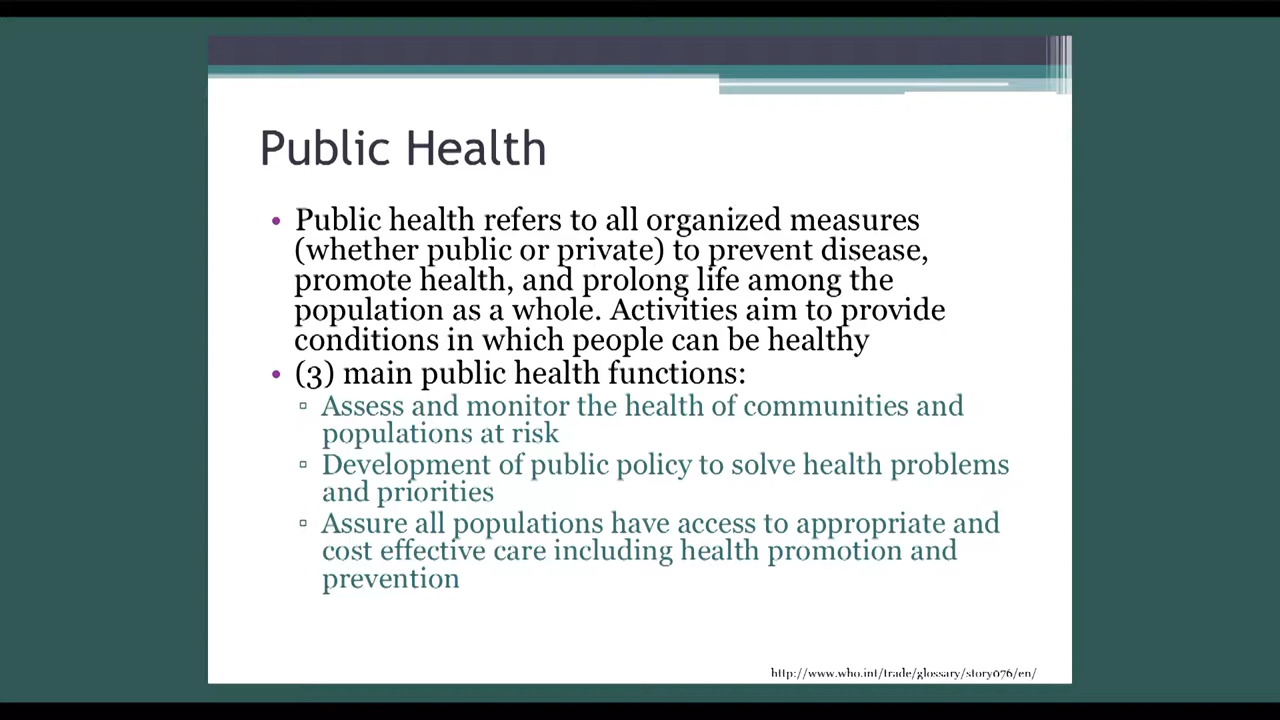 Public Health
• Public health refers to all organized measures
(whether public or private) to prevent disease,
promote health, and prolong life among the
population as a whole. Activities aim to provide
conditions in which people can be healthy
• (3) main public health functions:
▫ Assess and monitor the health of communities and
populations at risk
▫ Development of public policy to solve health problems
and priorities
▫ Assure all populations have access to appropriate and
cost effective care including health promotion and
prevention
http://www.who.int/trade/glossary/story076/en/